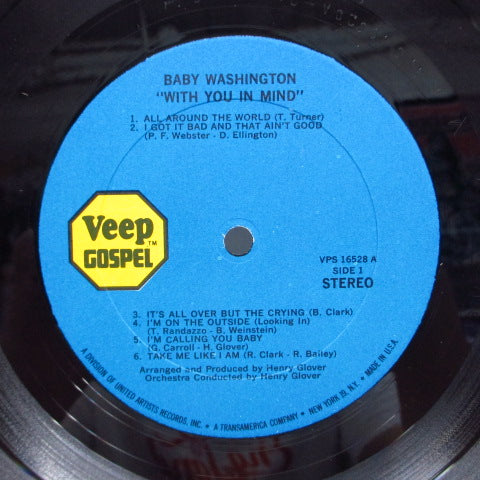 BABY WASHINGTON
"WITH YOU IN MIND"
1. ALL AROUND THE WORLD (T. Turner)
2. I GOT IT BAD AND THAT AIN'T GOOD
(P. F. Webster - D. Ellington)
Veep™
GOSPEL
VPS 16528 A
SIDE 1
STEREO
3. IT'S ALL OVER BUT THE CRYING (B. Clark)
4. I'M ON THE OUTSIDE (Looking In)
(T. Randazzo - B. Weinstein)
5. I'M CALLING YOU BABY
(G. Carroll - H. Glover)
6. TAKE ME LIKE I AM (R. Clark - R. Bailey)
Arranged and Produced by Henry Glover
Orchestra Conducted by Henry Glover
A DIVISION OF UNITED ARTISTS RECORDS, INC. • A TRANSAMERICA COMPANY • NEW YORK 19, N.Y. MADE IN U.S.A.